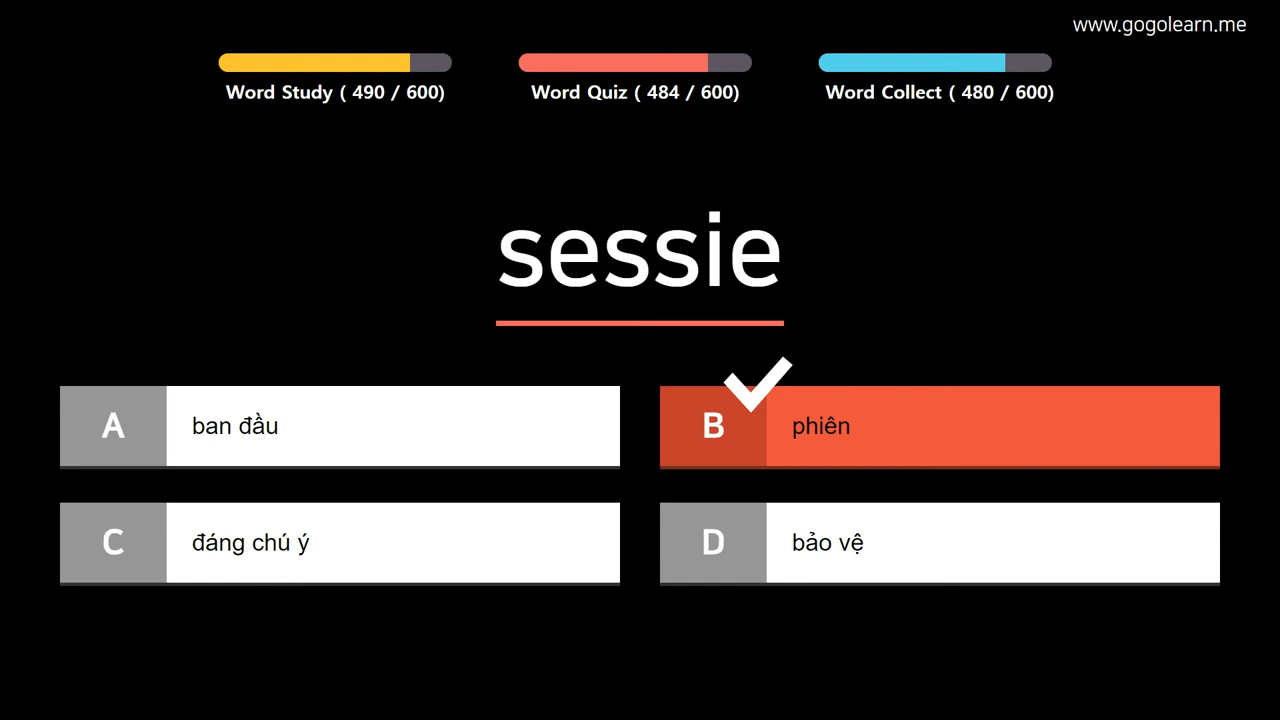 www.gogolearn.me
Word Study ( 490 / 600)
Word Quiz ( 484 / 600)
Word Collect ( 480 / 600)
sessie
A ban đầu
B phiên
C đáng chú ý
D bảo vệ